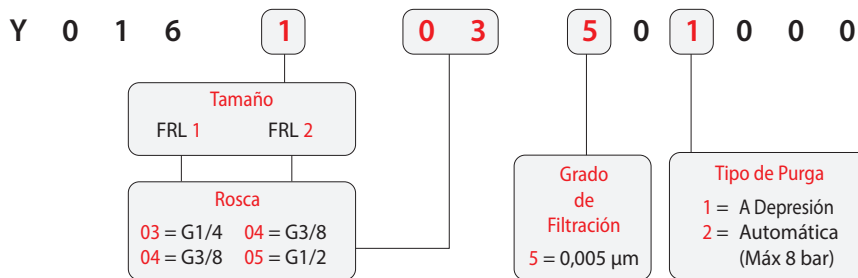 Y 0 1 6 1 0 3 5 0 1 0 0 0
Tamaño
FRL 1 FRL 2
Rosca
03 = G1/4 04 = G3/8
04 = G3/8 05 = G1/2
Grado
de
Filtración
5 = 0,005 µm
Tipo de Purga
1 = A Depresión
2 = Automática
(Máx 8 bar)